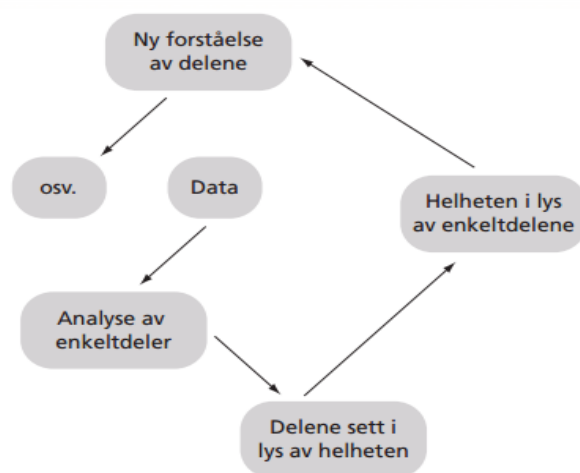 Ny forståelse
av delene
osv.
Data
Helheten i lys
av enkeltdelene
Analyse av
enkeltdeler
Delene sett i
lys av helheten